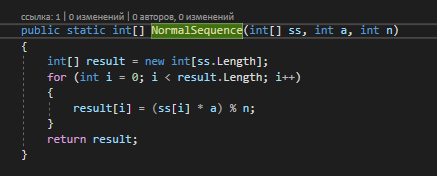 ссылка: 1 | 0 изменений | 0 авторов, 0 изменений
public static int[] NormalSequence(int[] ss, int a, int n)
{
int[] result = new int[ss.Length];
for (int i = 0; i < result.Length; i++)
{
result[i] = (ss[i] * a) % n;
}
return result;
}